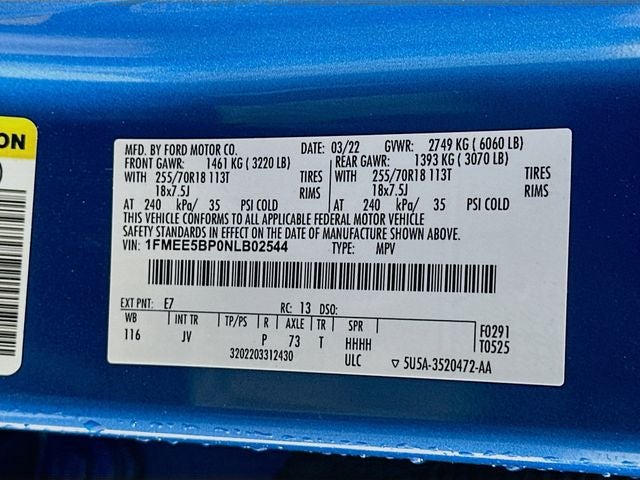 ON
MFD. BY FORD MOTOR CO. DATE: 03/22 GVWR: 2749 KG ( 6060 LB)
FRONT GAWR: 1461 KG ( 3220 LB) REAR GAWR: 1393 KG ( 3070 LB)
WITH 255/70R18 113T TIRES WITH 255/70R18 113T TIRES
18x7.5J RIMS 18x7.5J RIMS
AT 240 kPa/ 35 PSI COLD AT 240 kPa/ 35 PSI COLD
THIS VEHICLE CONFORMS TO ALL APPLICABLE FEDERAL MOTOR VEHICLE
SAFETY STANDARDS IN EFFECT ON THE DATE OF MANUFACTURE SHOWN ABOVE.
VIN: 1FMEE5BP0NLB02544 TYPE: MPV
EXT PNT: E7 RC: 13 DSO:
WB INT TR TP/PS R AXLE TR SPR F0291
116 JV P 73 T HHHH T0525
3202203312430 ULC ▽ 5U5A-3520472-AA